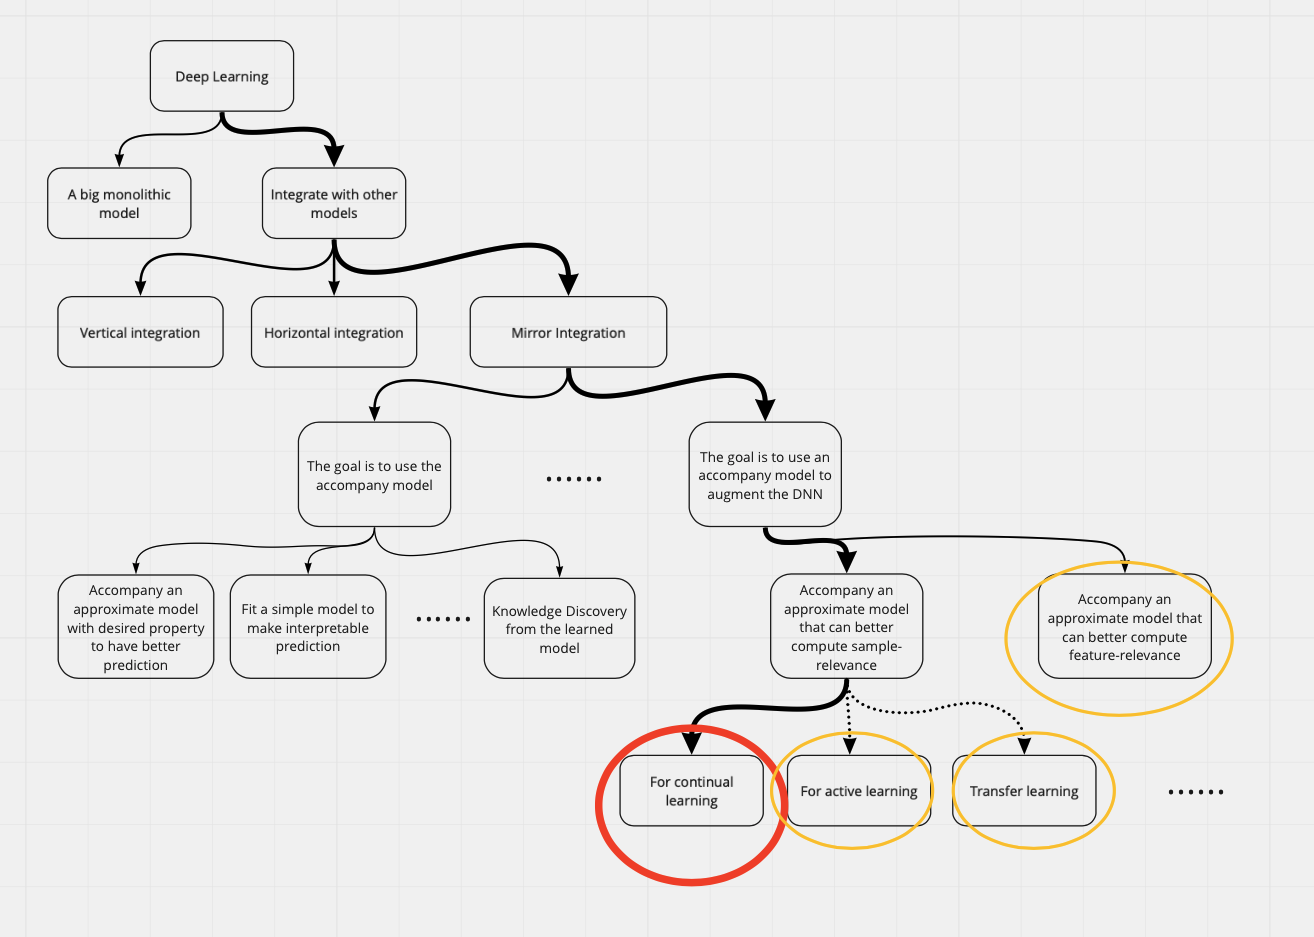 Deep Learning
A big monolithic
model
Integrate with other
models
Vertical integration
Horizontal integration
Mirror Integration
The goal is to use the
accompany model
......
The goal is to use an
accompany model to
augment the DNN
Accompany an
approximate model
with desired property
to have better
prediction
Fit a simple model to
make interpretable
prediction
......
Knowledge Discovery
from the learned
model
Accompany an
approximate model
that can better
compute sample-
relevance
Accompany an
approximate model that
can better compute
feature-relevance
For continual
learning
For active learning
Transfer learning
......